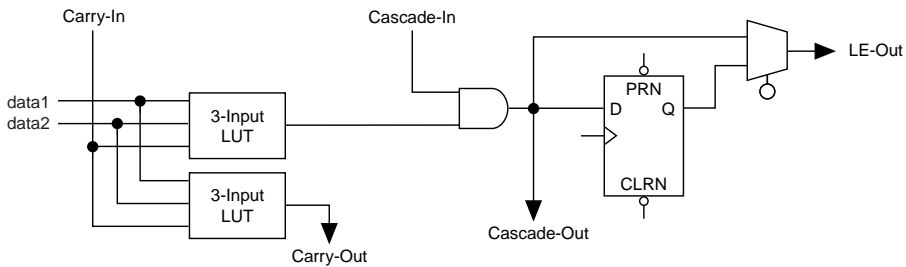 Carry-In
Cascade-In
LE-Out
PRN
data1
D
Q
data2
3-Input
LUT
CLRN
3-Input
LUT
Cascade-Out
Carry-Out